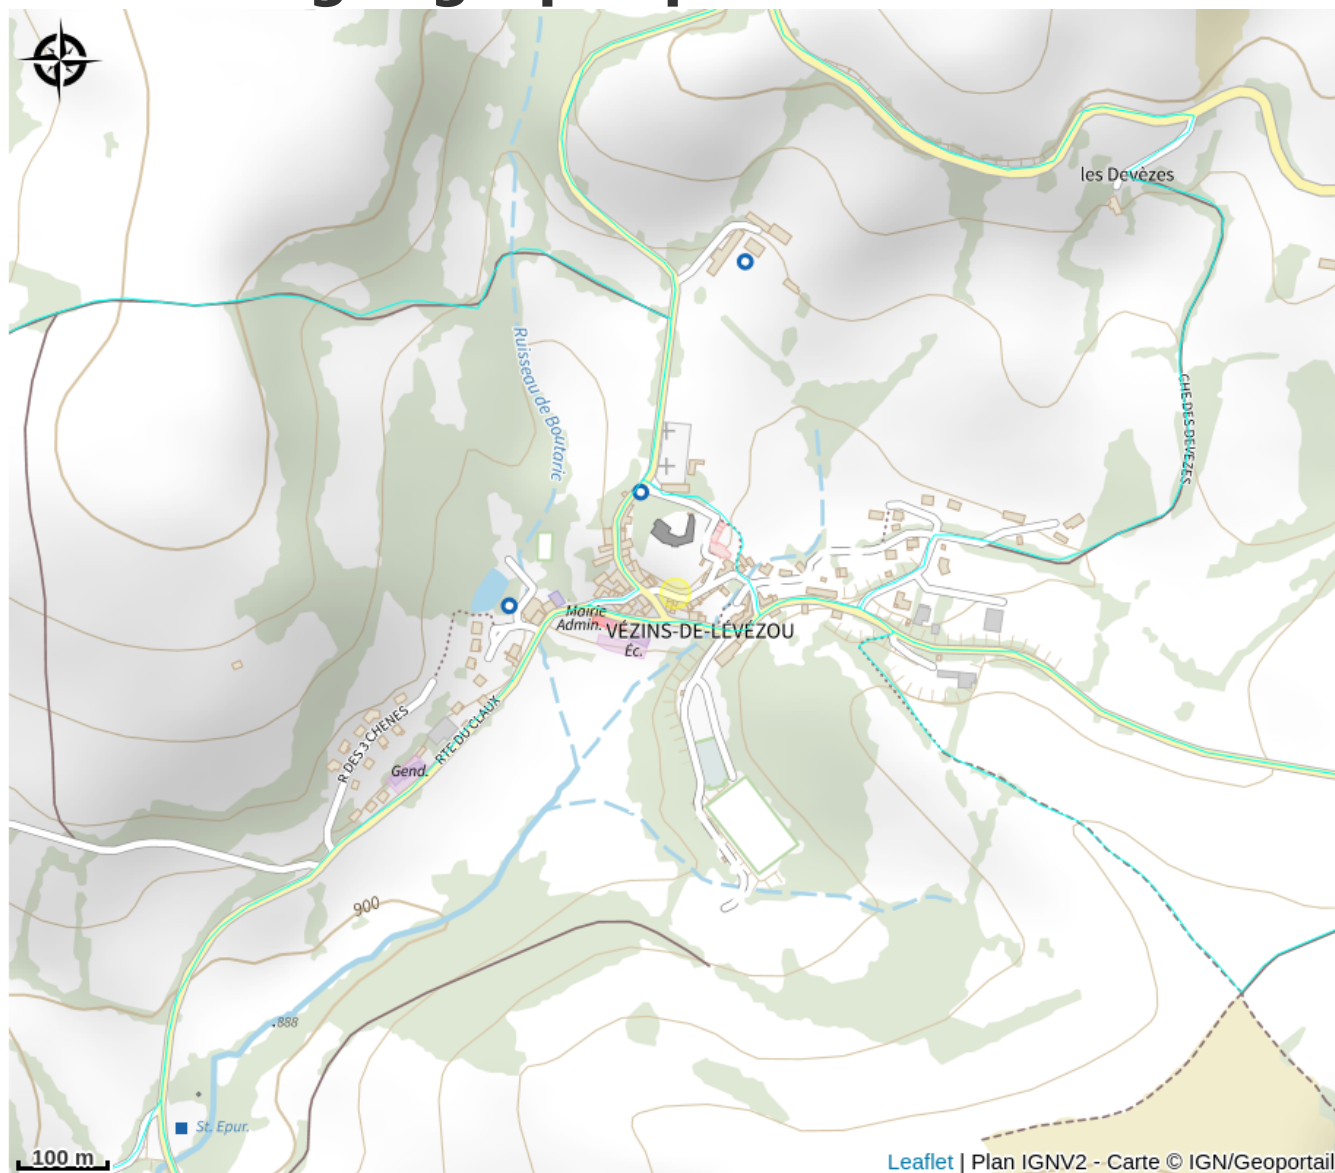 les Devèzes
Ruisseau de Boutaric
CHE DES DEVEZES
Mairie
Admin.
VÉZINS-DE-LÉVÉZOU
Éc.
R DES 3 CHENES
RTE DU CLAUX
Gend.
900
888
St. Epur.
100 m
Leaflet | Plan IGNV2 - Carte © IGN/Geoportail